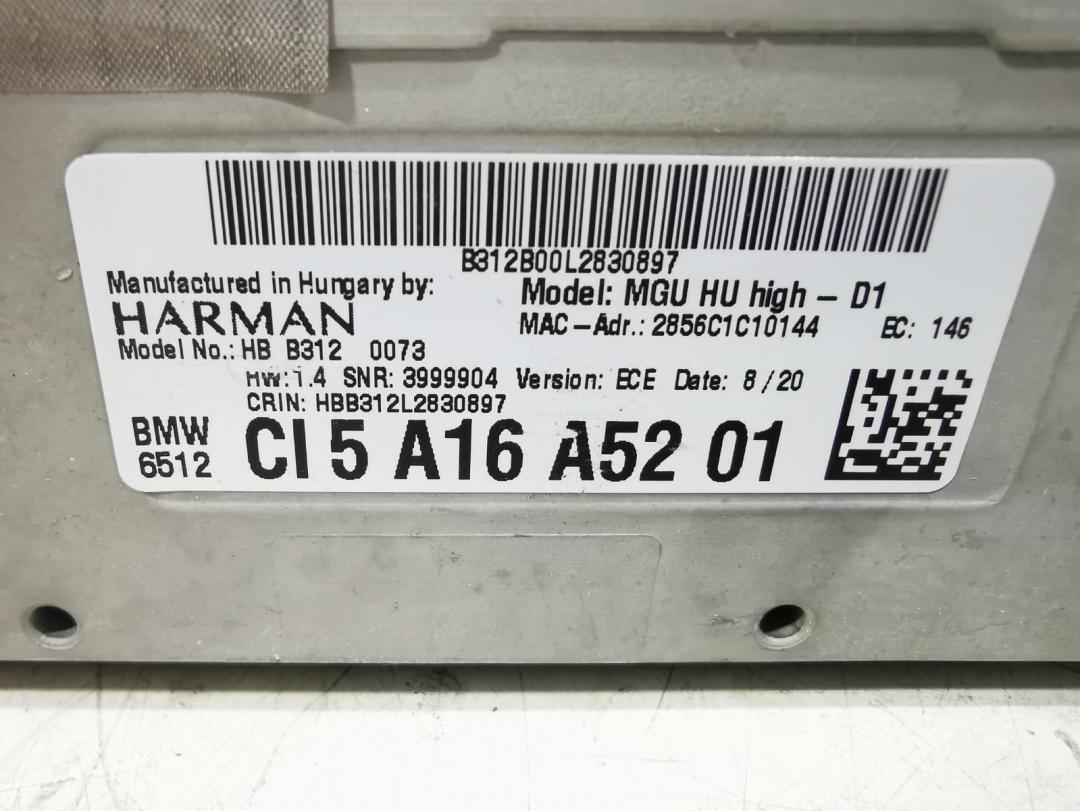 B312B00L2830897
Manufactured in Hungary by:
HARMAN
Model No.: HB B312 0073
Model: MGU HU high - D1
MAC-Adr.: 2856C1C10144 EC: 146
HW:1.4 SNR: 3999904 Version: ECE Date: 8/20
CRIN: HBB312L2830897
BMW
6512
CI 5 A16 A52 01